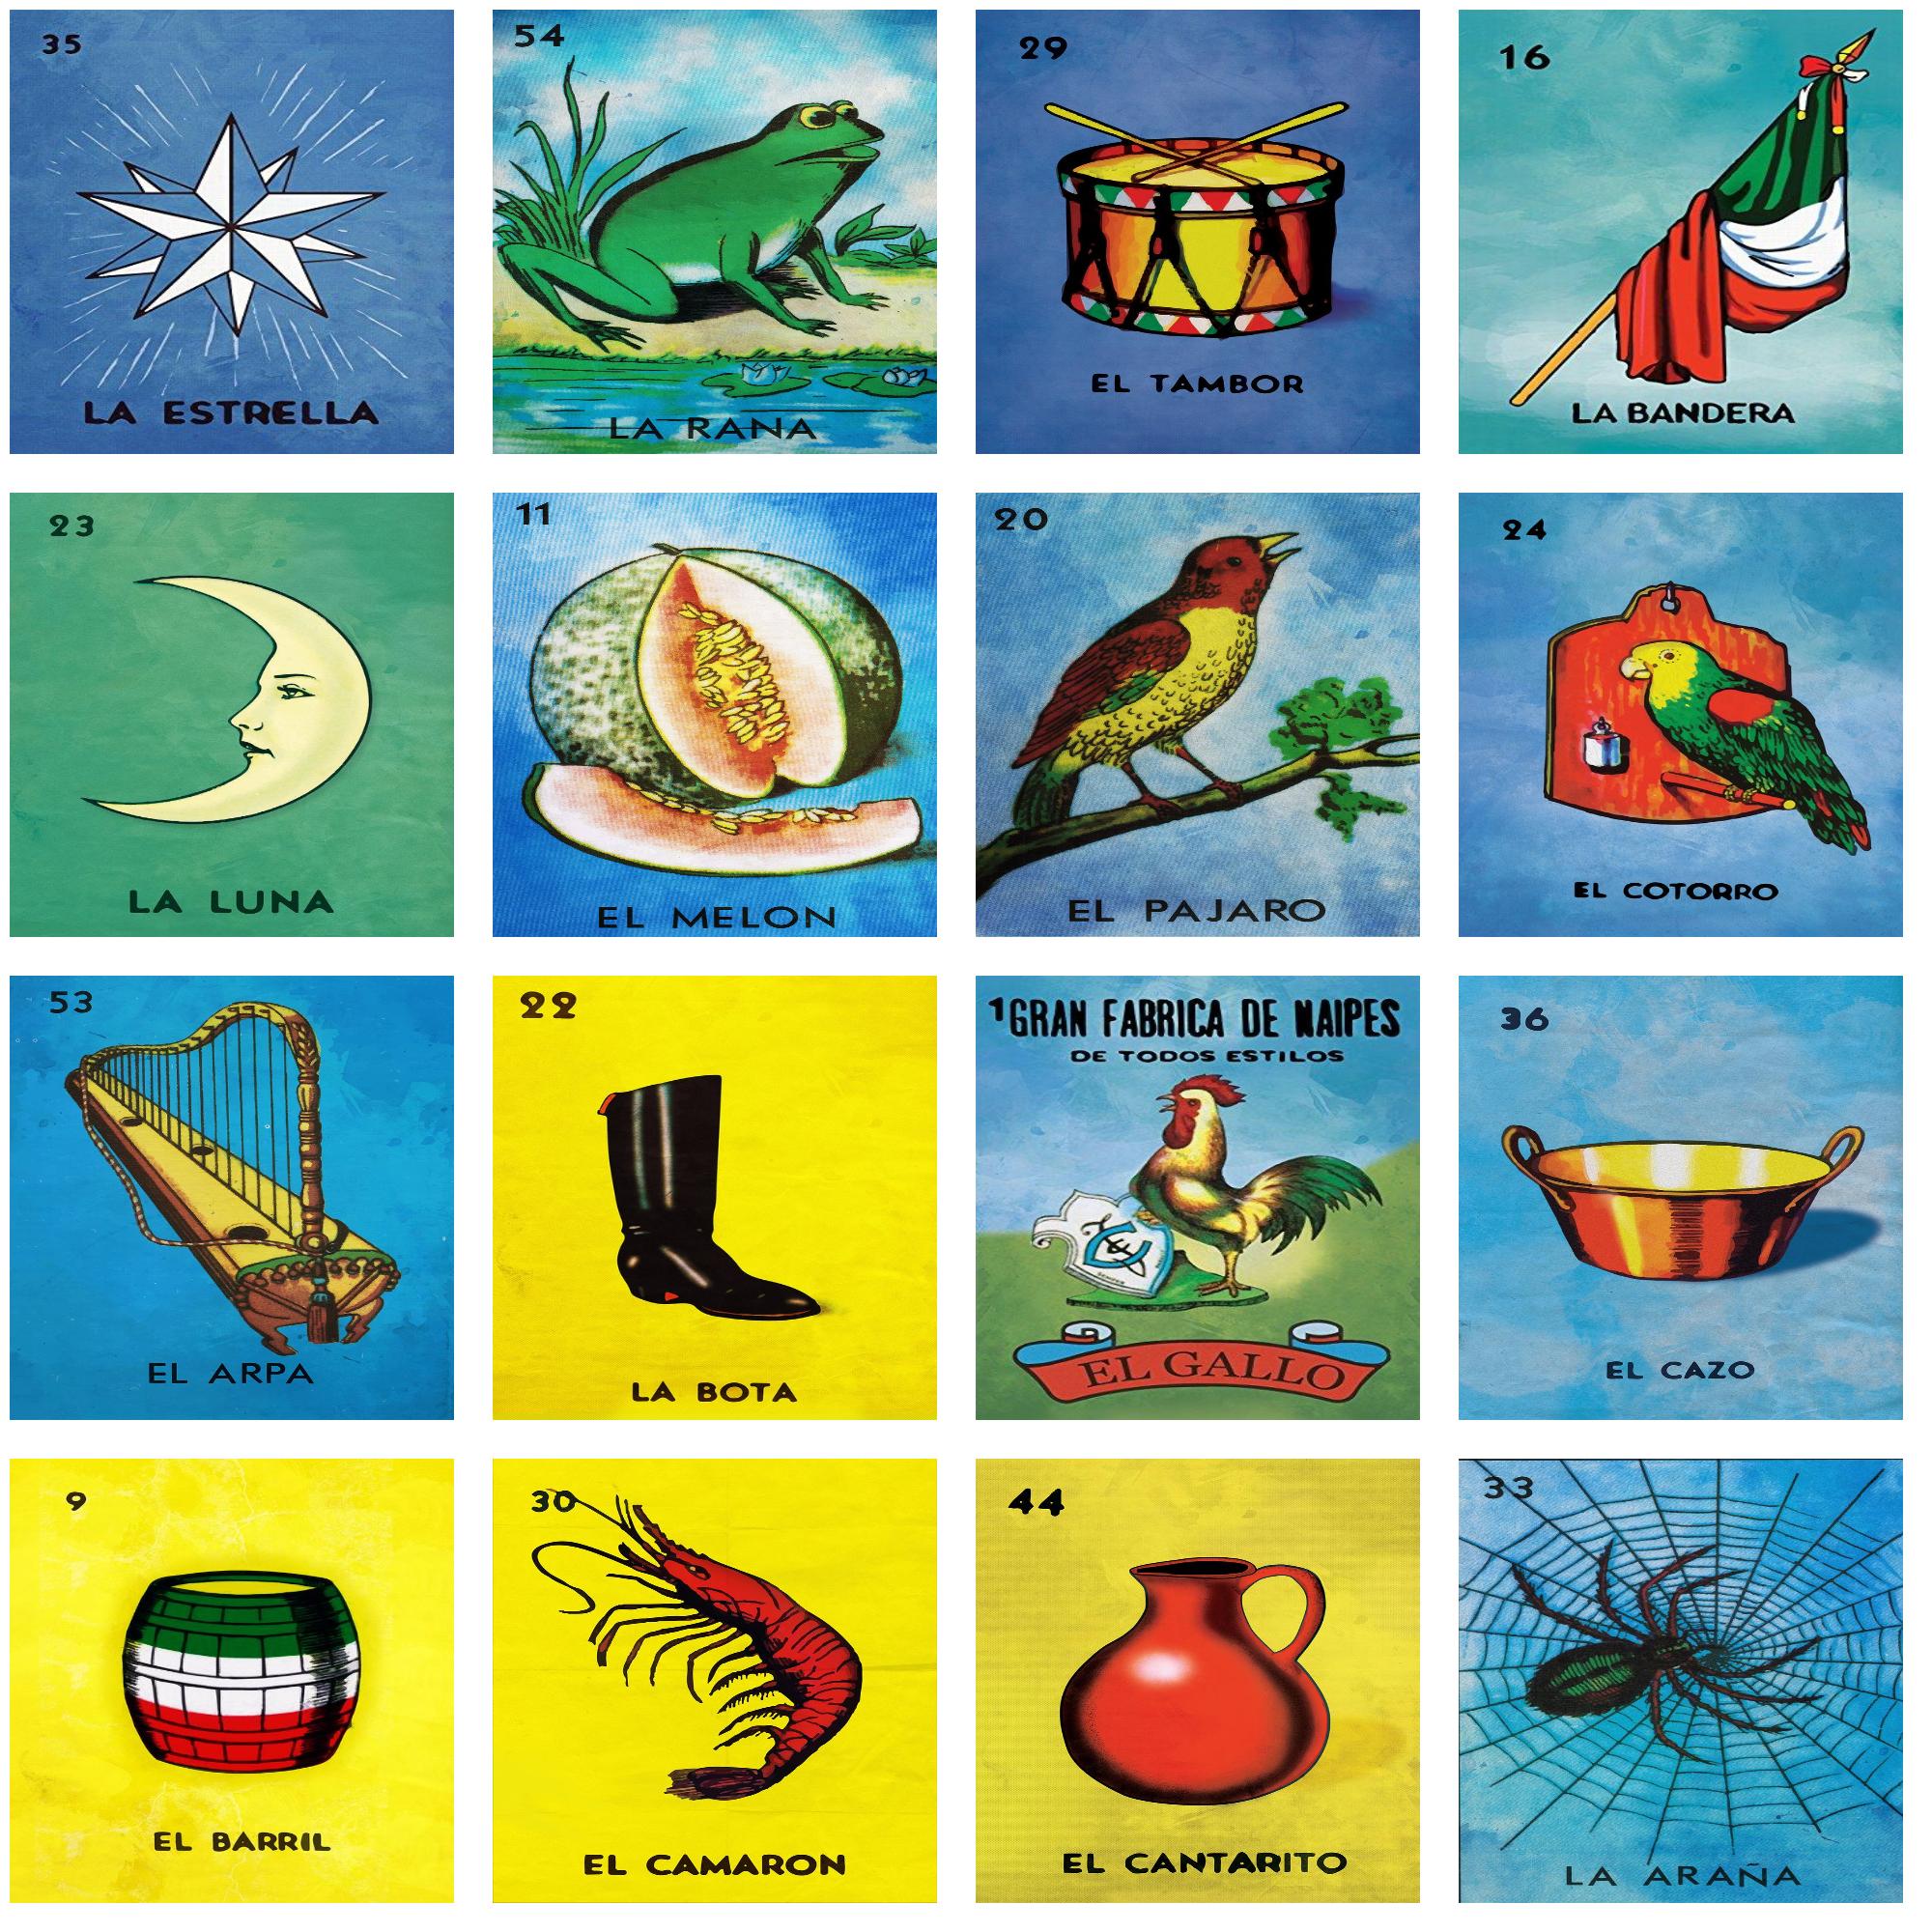 35
LA ESTRELLA
54
LA RANA
29
EL TAMBOR
16
LA BANDERA
23
LA LUNA
11
EL MELON
20
EL PAJARO
24
EL COTORRO
53
EL ARPA
22
LA BOTA
1 GRAN FABRICA DE NAIPES
DE TODOS ESTILOS
EL GALLO
36
EL CAZO
9
EL BARRIL
30
EL CAMARON
44
EL CANTARITO
33
LA ARAÑA